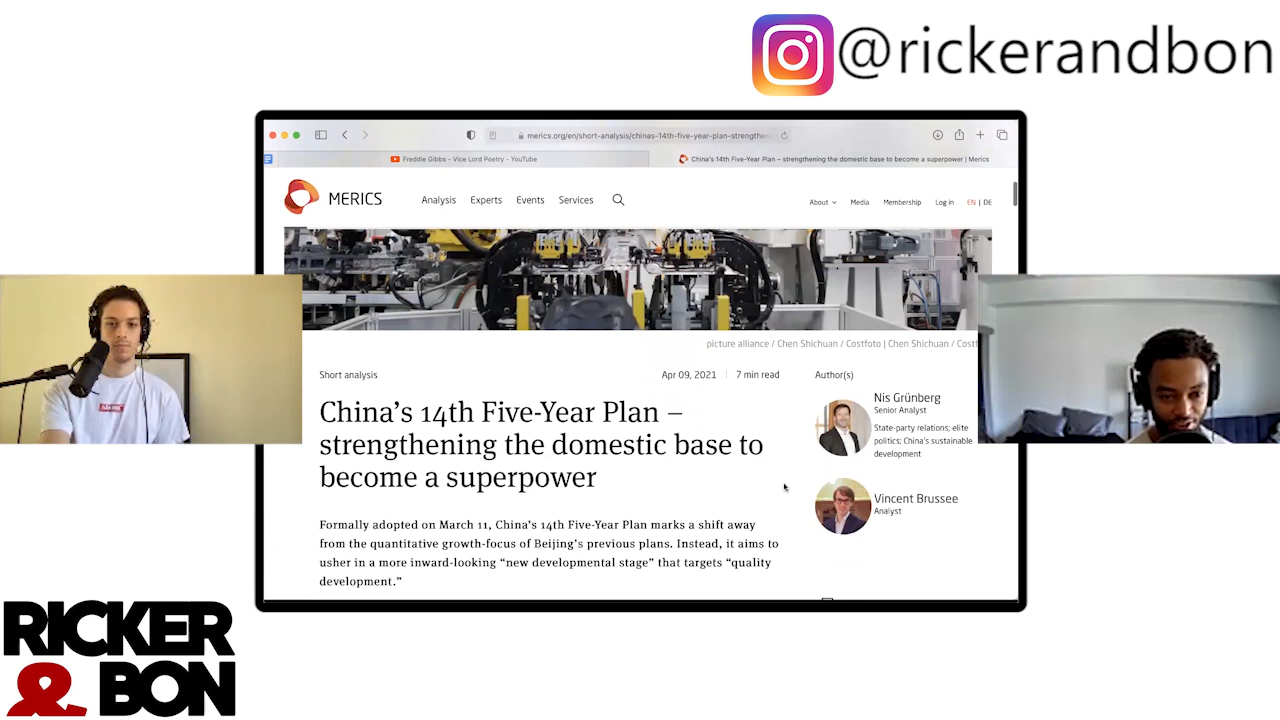 @rickerandbon
merics.org/en/short-analysis/chinas-14th-five-year-plan-strengthen
Freddie Gibbs - Vice Lord Poetry - YouTube
China's 14th Five-Year Plan – strengthening the domestic base to become a superpower | Merics
MERICS
Analysis Experts Events Services
About Media Membership Log in EN | DE
picture alliance / Chen Shichuan / Costfoto | Chen Shichuan / Costf
Short analysis
Apr 09, 2021 | 7 min read
Author(s)
China's 14th Five-Year Plan –
strengthening the domestic base to
become a superpower
Nis Grünberg
Senior Analyst
State-party relations; elite
politics; China's sustainable
development
Vincent Brussee
Analyst
Formally adopted on March 11, China's 14th Five-Year Plan marks a shift away
from the quantitative growth-focus of Beijing's previous plans. Instead, it aims to
usher in a more inward-looking “new developmental stage” that targets “quality
development.”
RICKER
& BON